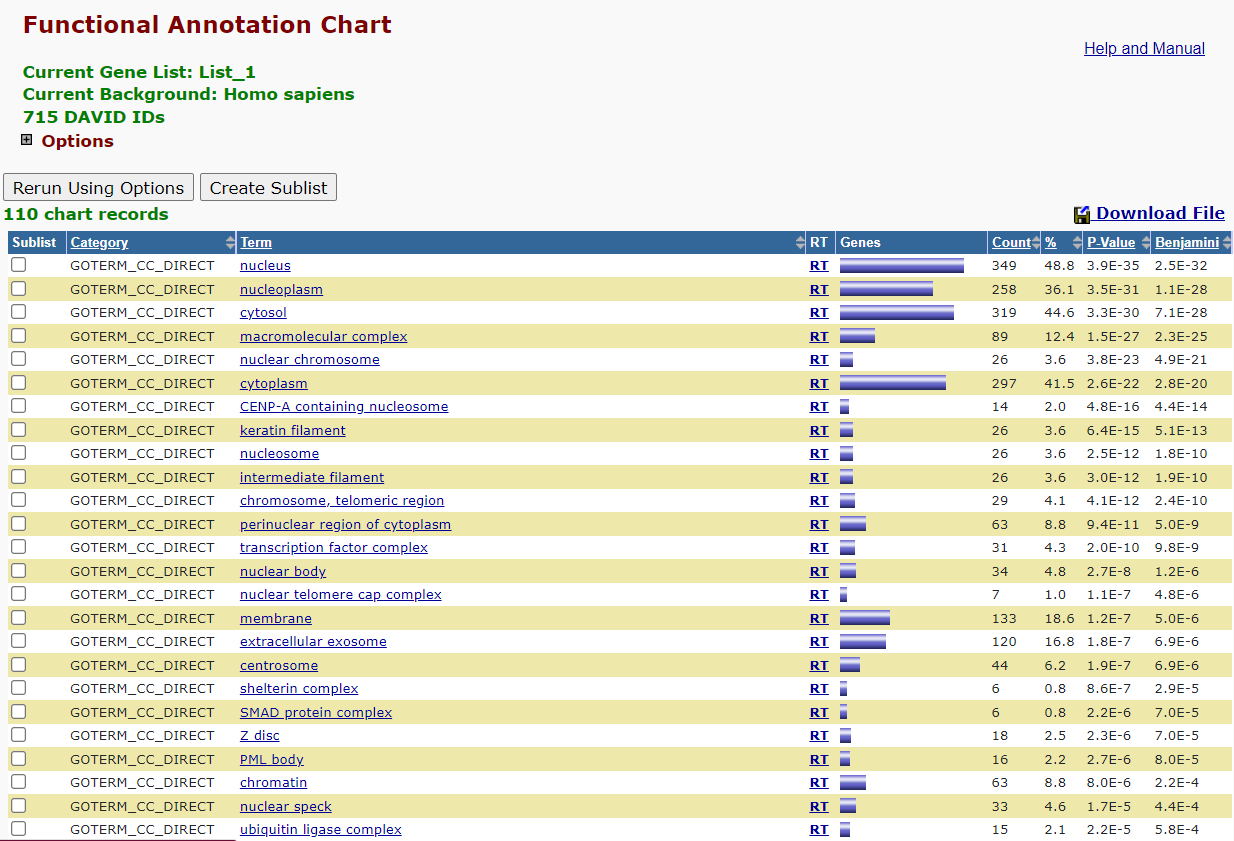 Functional Annotation Chart
Help and Manual
Current Gene List: List_1
Current Background: Homo sapiens
715 DAVID IDs
Options
Rerun Using Options Create Sublist
110 chart records Download File
Sublist Category Term RT Genes Count % P-Value Benjamini
GOTERM_CC_DIRECT nucleus RT 349 48.8 3.9E-35 2.5E-32
GOTERM_CC_DIRECT nucleoplasm RT 258 36.1 3.5E-31 1.1E-28
GOTERM_CC_DIRECT cytosol RT 319 44.6 3.3E-30 7.1E-28
GOTERM_CC_DIRECT macromolecular complex RT 89 12.4 1.5E-27 2.3E-25
GOTERM_CC_DIRECT nuclear chromosome RT 26 3.6 3.8E-23 4.9E-21
GOTERM_CC_DIRECT cytoplasm RT 297 41.5 2.6E-22 2.8E-20
GOTERM_CC_DIRECT CENP-A containing nucleosome RT 14 2.0 4.8E-16 4.4E-14
GOTERM_CC_DIRECT keratin filament RT 26 3.6 6.4E-15 5.1E-13
GOTERM_CC_DIRECT nucleosome RT 26 3.6 2.5E-12 1.8E-10
GOTERM_CC_DIRECT intermediate filament RT 26 3.6 3.0E-12 1.9E-10
GOTERM_CC_DIRECT chromosome, telomeric region RT 29 4.1 4.1E-12 2.4E-10
GOTERM_CC_DIRECT perinuclear region of cytoplasm RT 63 8.8 9.4E-11 5.0E-9
GOTERM_CC_DIRECT transcription factor complex RT 31 4.3 2.0E-10 9.8E-9
GOTERM_CC_DIRECT nuclear body RT 34 4.8 2.7E-8 1.2E-6
GOTERM_CC_DIRECT nuclear telomere cap complex RT 7 1.0 1.1E-7 4.8E-6
GOTERM_CC_DIRECT membrane RT 133 18.6 1.2E-7 5.0E-6
GOTERM_CC_DIRECT extracellular exosome RT 120 16.8 1.8E-7 6.9E-6
GOTERM_CC_DIRECT centrosome RT 44 6.2 1.9E-7 6.9E-6
GOTERM_CC_DIRECT shelterin complex RT 6 0.8 8.6E-7 2.9E-5
GOTERM_CC_DIRECT SMAD protein complex RT 6 0.8 2.2E-6 7.0E-5
GOTERM_CC_DIRECT Z disc RT 18 2.5 2.3E-6 7.0E-5
GOTERM_CC_DIRECT PML body RT 16 2.2 2.7E-6 8.0E-5
GOTERM_CC_DIRECT chromatin RT 63 8.8 8.0E-6 2.2E-4
GOTERM_CC_DIRECT nuclear speck RT 33 4.6 1.7E-5 4.4E-4
GOTERM_CC_DIRECT ubiquitin ligase complex RT 15 2.1 2.2E-5 5.8E-4